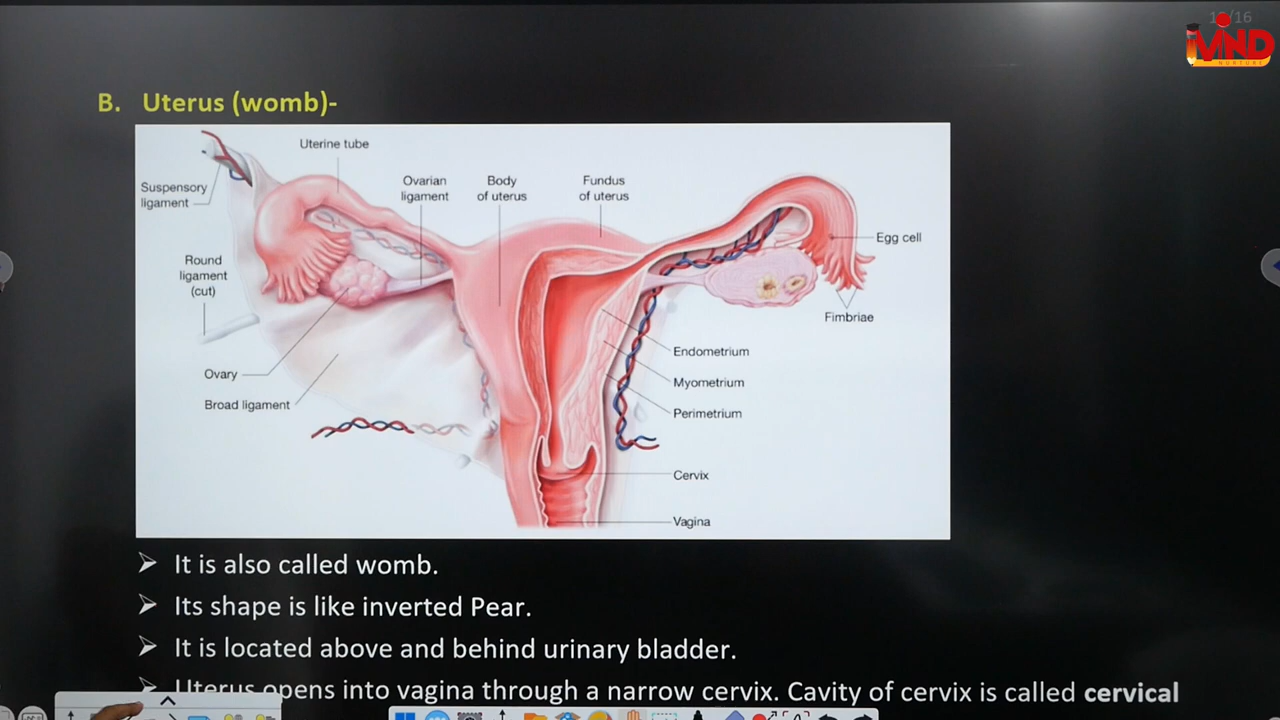 /16
iMIND
NURTURE
B. Uterus (womb)-
Uterine tube
Suspensory
ligament
Ovarian
ligament
Body
of uterus
Fundus
of uterus
Egg cell
Round
ligament
(cut)
Fimbriae
Endometrium
Ovary
Myometrium
Broad ligament
Perimetrium
Cervix
Vagina
➢ It is also called womb.
➢ Its shape is like inverted Pear.
➢ It is located above and behind urinary bladder.
➢ Uterus opens into vagina through a narrow cervix. Cavity of cervix is called cervical